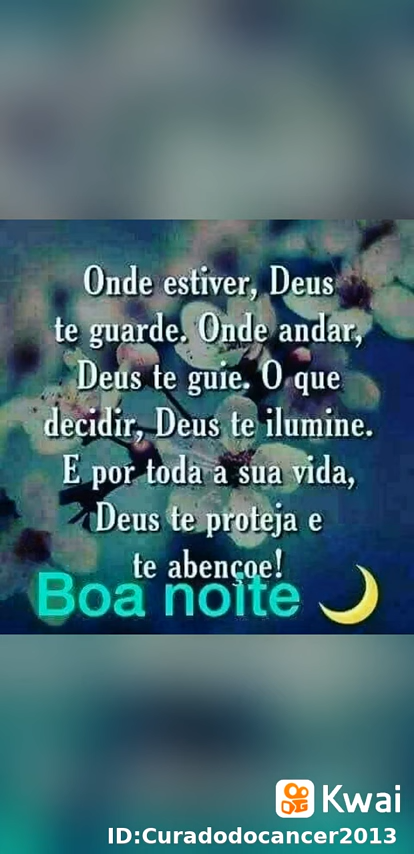 Onde estiver, Deus
te guarde. Onde andar,
Deus te guie. O que
decidir, Deus te ilumine.
E por toda a sua vida,
Deus te proteja e
te abençoe!
Boa noite
Kwai
ID:Curadodocancer2013